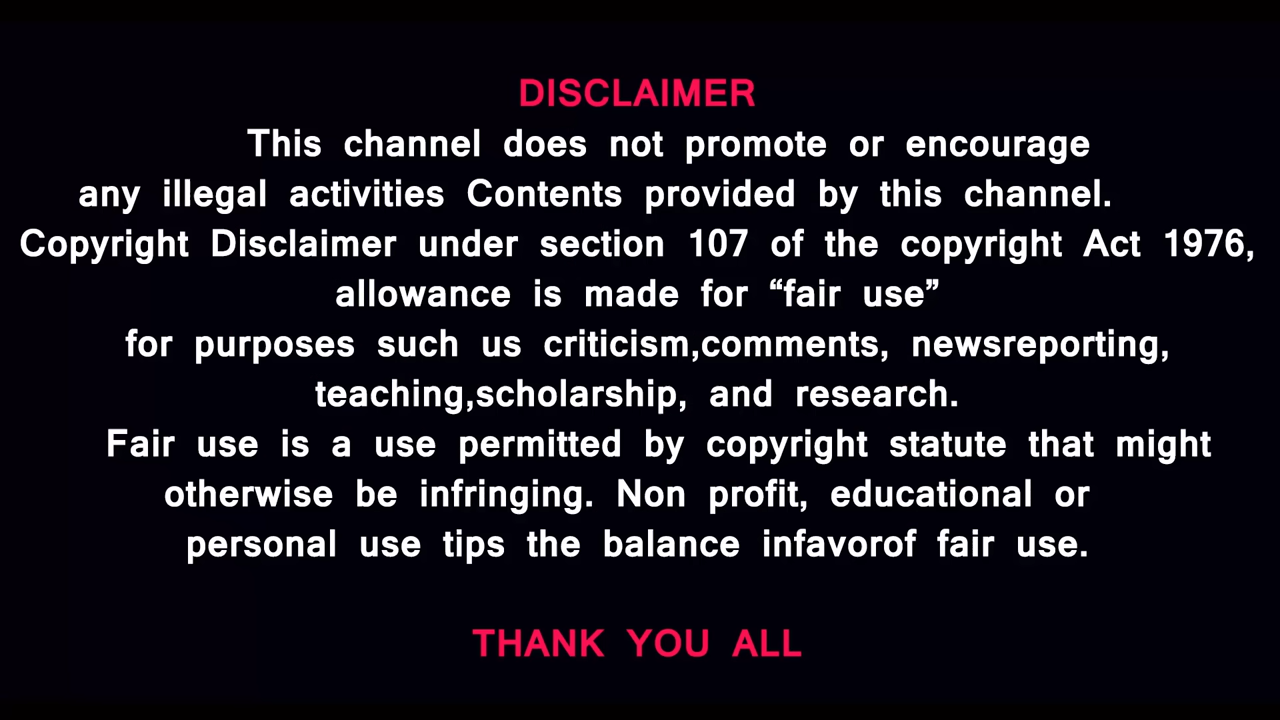 DISCLAIMER
This channel does not promote or encourage
any illegal activities Contents provided by this channel.
Copyright Disclaimer under section 107 of the copyright Act 1976,
allowance is made for “fair use”
for purposes such us criticism,comments, newsreporting,
teaching,scholarship, and research.
Fair use is a use permitted by copyright statute that might
otherwise be infringing. Non profit, educational or
personal use tips the balance infavorof fair use.
THANK YOU ALL